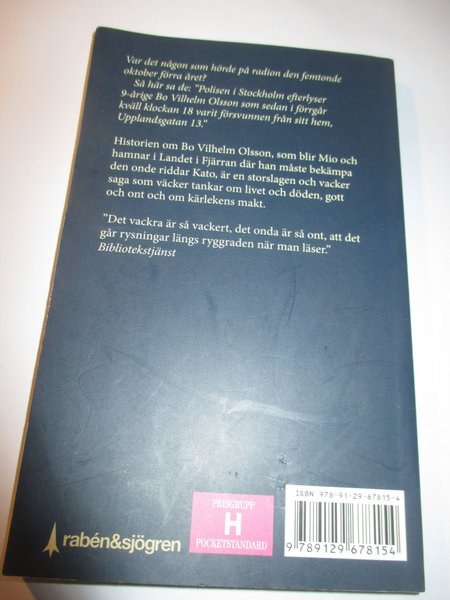 Var det någon som hörde på radion den femtonde
oktober förra året?
Så här sa de: "Polisen i Stockholm efterlyser
9-årige Bo Vilhelm Olsson som sedan i förrgår
kväll klockan 18 varit försvunnen från sitt hem,
Upplandsgatan 13."
Historien om Bo Vilhelm Olsson, som blir Mio och
hamnar i Landet i Fjärran där han måste bekämpa
den onde riddar Kato, är en storslagen och vacker
saga som väcker tankar om livet och döden, gott
och ont och om kärlekens makt.
"Det vackra är så vackert, det onda är så ont, att det
går rysningar längs ryggraden när man läser."
Bibliotekstjänst
rabén&sjögren
PRISGRUPP
H
POCKETSTANDARD
ISBN 978-91-29-67815-4
9 789129 678154